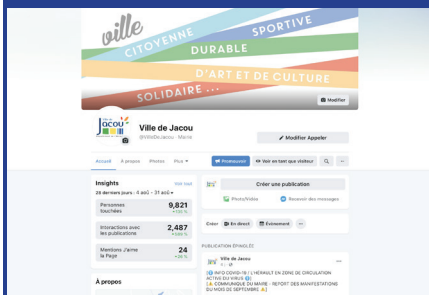 ville
CITOYENNE
SPORTIVE
DURABLE
D'ART ET DE CULTURE
SOLIDAIRE ...
Modifier
Jacou
Ville de Jacou
@VilleDeJacou · Mairie
Modifier Appeler
Accueil À propos Photos Plus
Promouvoir Voir en tant que visiteur
Insights Voir tout
28 derniers jours : 4 aoû - 31 aoû
Personnes touchées 9,821
Interactions avec les publications 2,487
Mentions J'aime la Page 24
À propos
Créer une publication
Photo/Vidéo Recevoir des messages
Créer En direct Évènement
PUBLICATION ÉPINGLÉE
Ville de Jacou
INFO COVID-19 / L'HÉRAULT EN ZONE DE CIRCULATION
ACTIVE DU VIRUS
COMMUNIQUÉ DU MAIRE - REPORT DES MANIFESTATIONS
DU MOIS DE SEPTEMBRE